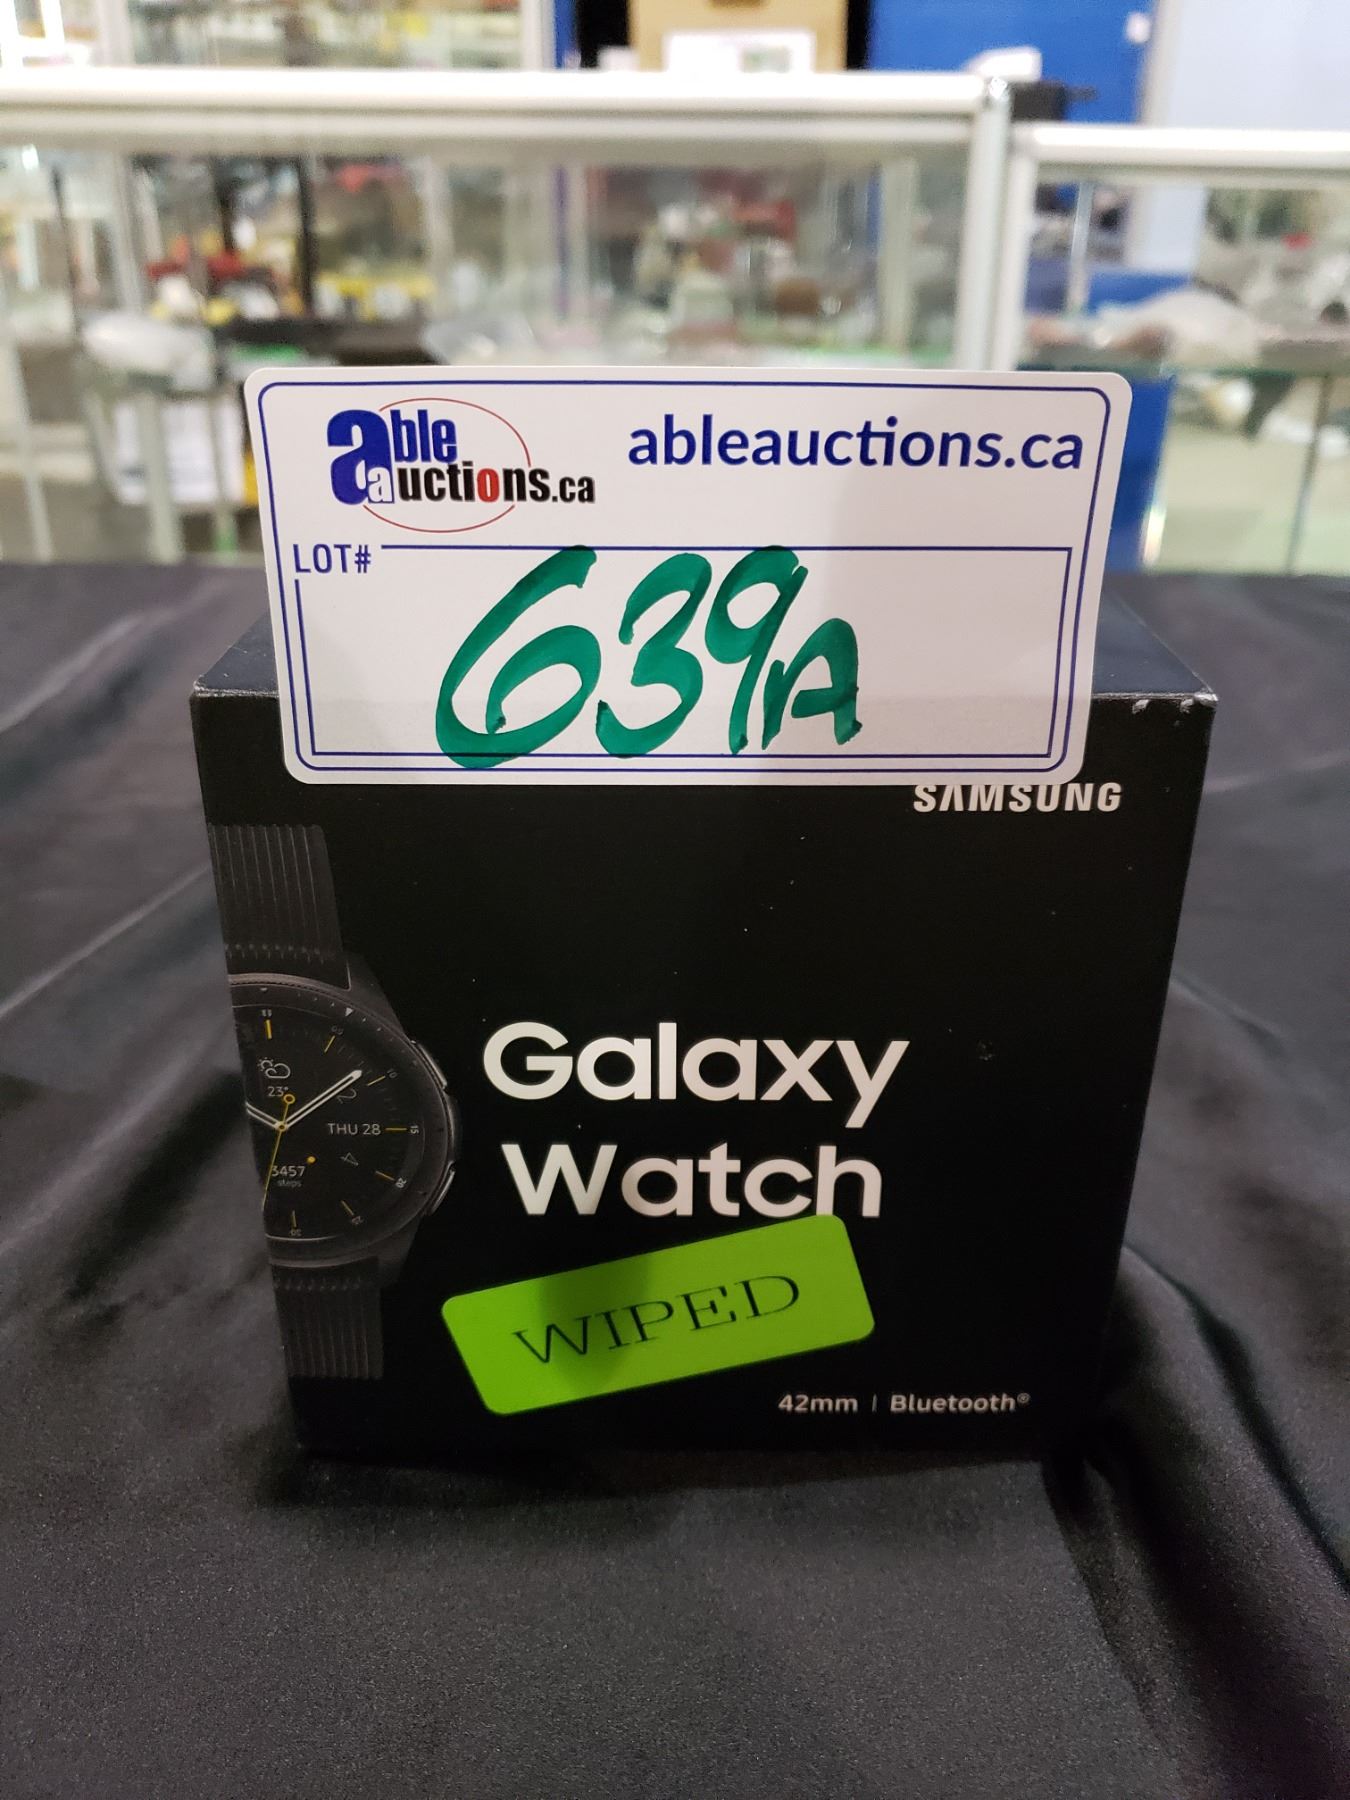 able
auctions.ca
ableauctions.ca
LOT#
639A
SAMSUNG
Galaxy
Watch
23°
THU 28
3457
steps
WIPED
42mm | Bluetooth®